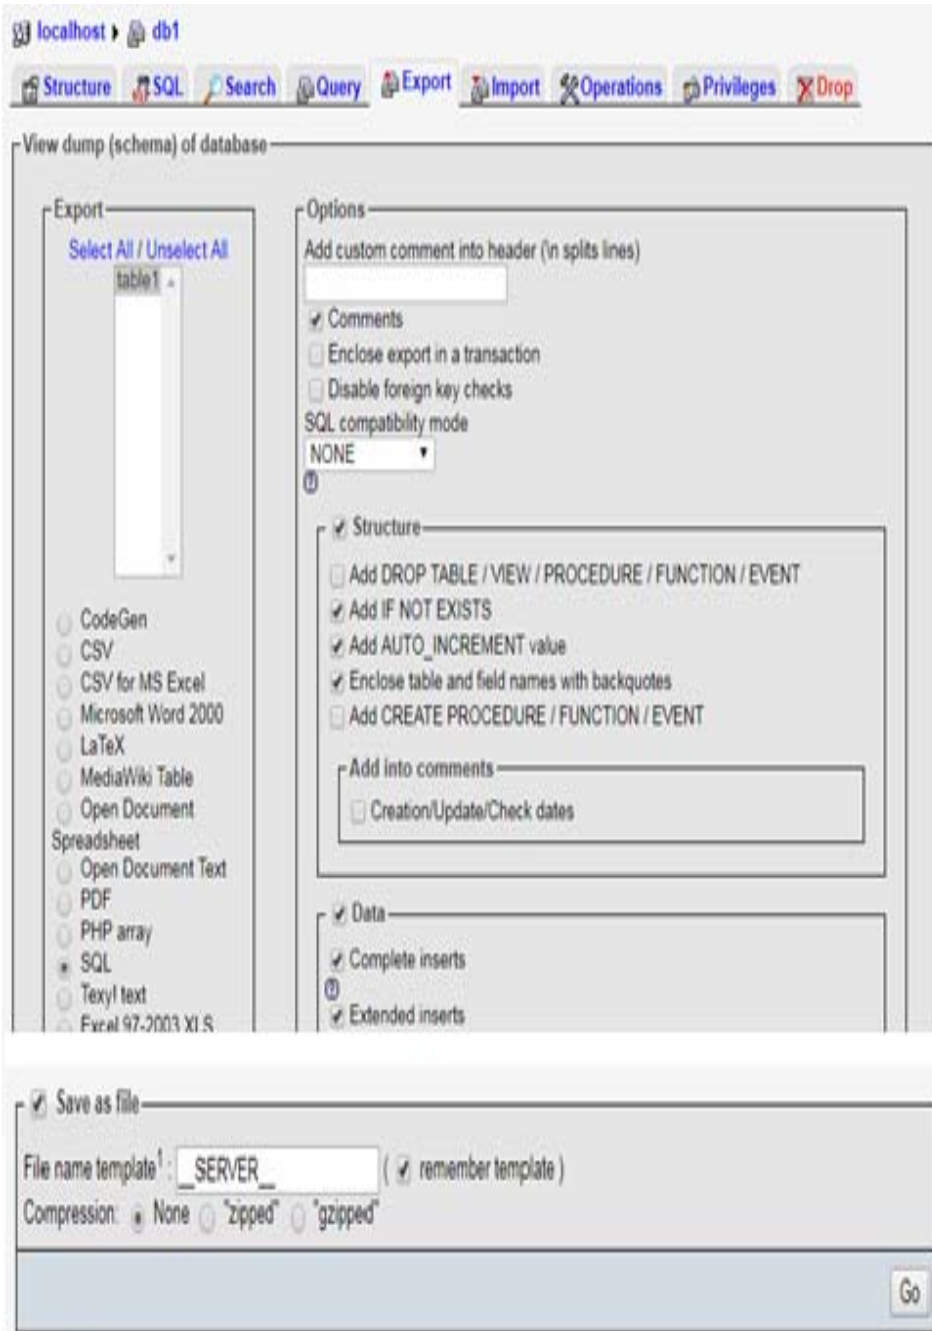 localhost db1
Structure SQL Search Query Export Import Operations Privileges Drop
View dump (schema) of database
Export
Select All / Unselect All
table1
CodeGen
CSV
CSV for MS Excel
Microsoft Word 2000
LaTeX
MediaWiki Table
Open Document
Spreadsheet
Open Document Text
PDF
PHP array
SQL
Texy! text
Excel 97-2003 XLS
Options
Add custom comment into header (\n splits lines)
Comments
Enclose export in a transaction
Disable foreign key checks
SQL compatibility mode
NONE
Structure
Add DROP TABLE / VIEW / PROCEDURE / FUNCTION / EVENT
Add IF NOT EXISTS
Add AUTO_INCREMENT value
Enclose table and field names with backquotes
Add CREATE PROCEDURE / FUNCTION / EVENT
Add into comments
Creation/Update/Check dates
Data
Complete inserts
Extended inserts
Save as file
File name template1 : __SERVER__ ( remember template )
Compression: None "zipped" "gzipped"
Go